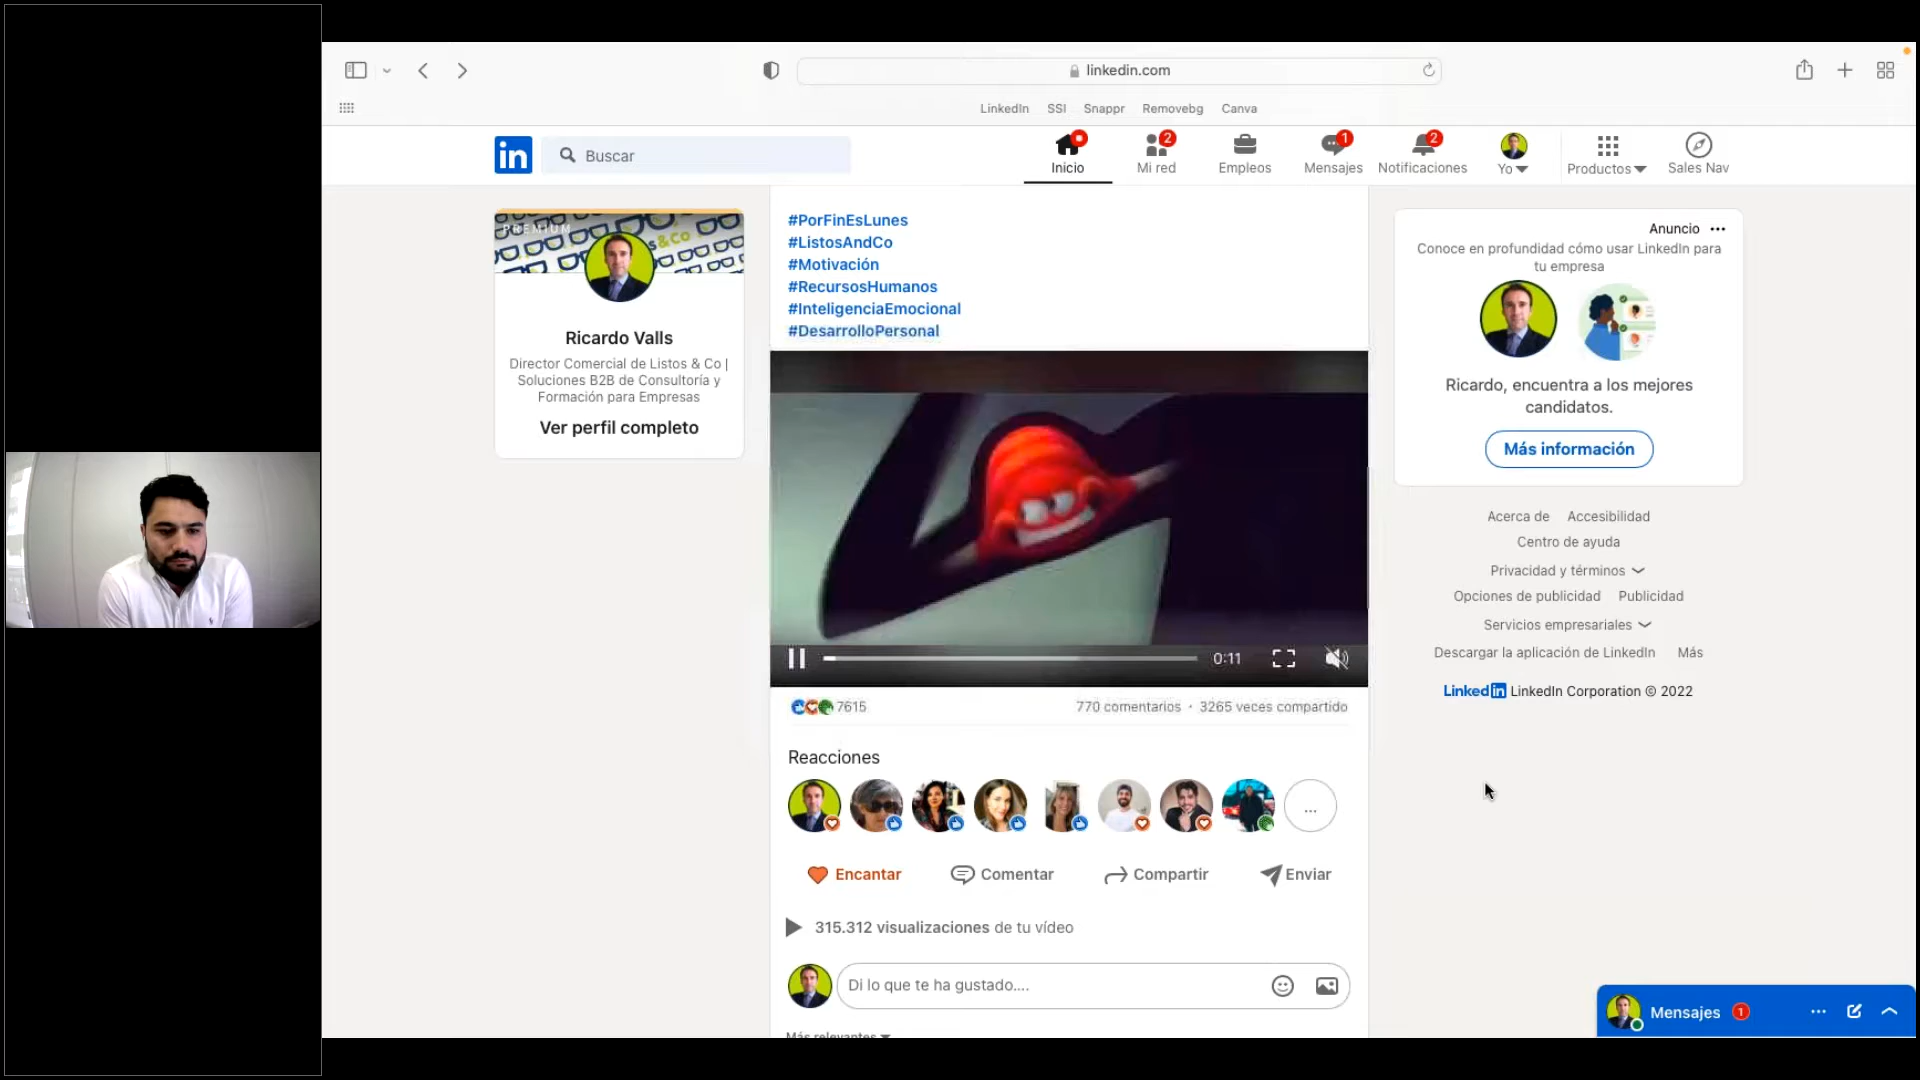 linkedin.com
LinkedIn SSI Snappr Removebg Canva
in Buscar
Inicio
2 Mi red
Empleos
1 Mensajes
2 Notificaciones
Yo
Productos
Sales Nav
PREMIUM
s&co
Ricardo Valls
Director Comercial de Listos & Co |
Soluciones B2B de Consultoría y
Formación para Empresas
Ver perfil completo
#PorFinEsLunes
#ListosAndCo
#Motivación
#RecursosHumanos
#InteligenciaEmocional
#DesarrolloPersonal
0:11
7615
770 comentarios • 3265 veces compartido
Reacciones
...
Encantar Comentar Compartir Enviar
315.312 visualizaciones de tu vídeo
Di lo que te ha gustado....
Más relevantes
Anuncio
Conoce en profundidad cómo usar LinkedIn para
tu empresa
Ricardo, encuentra a los mejores
candidatos.
Más información
Acerca de Accesibilidad
Centro de ayuda
Privacidad y términos
Opciones de publicidad Publicidad
Servicios empresariales
Descargar la aplicación de LinkedIn Más
LinkedIn LinkedIn Corporation © 2022
Mensajes 1